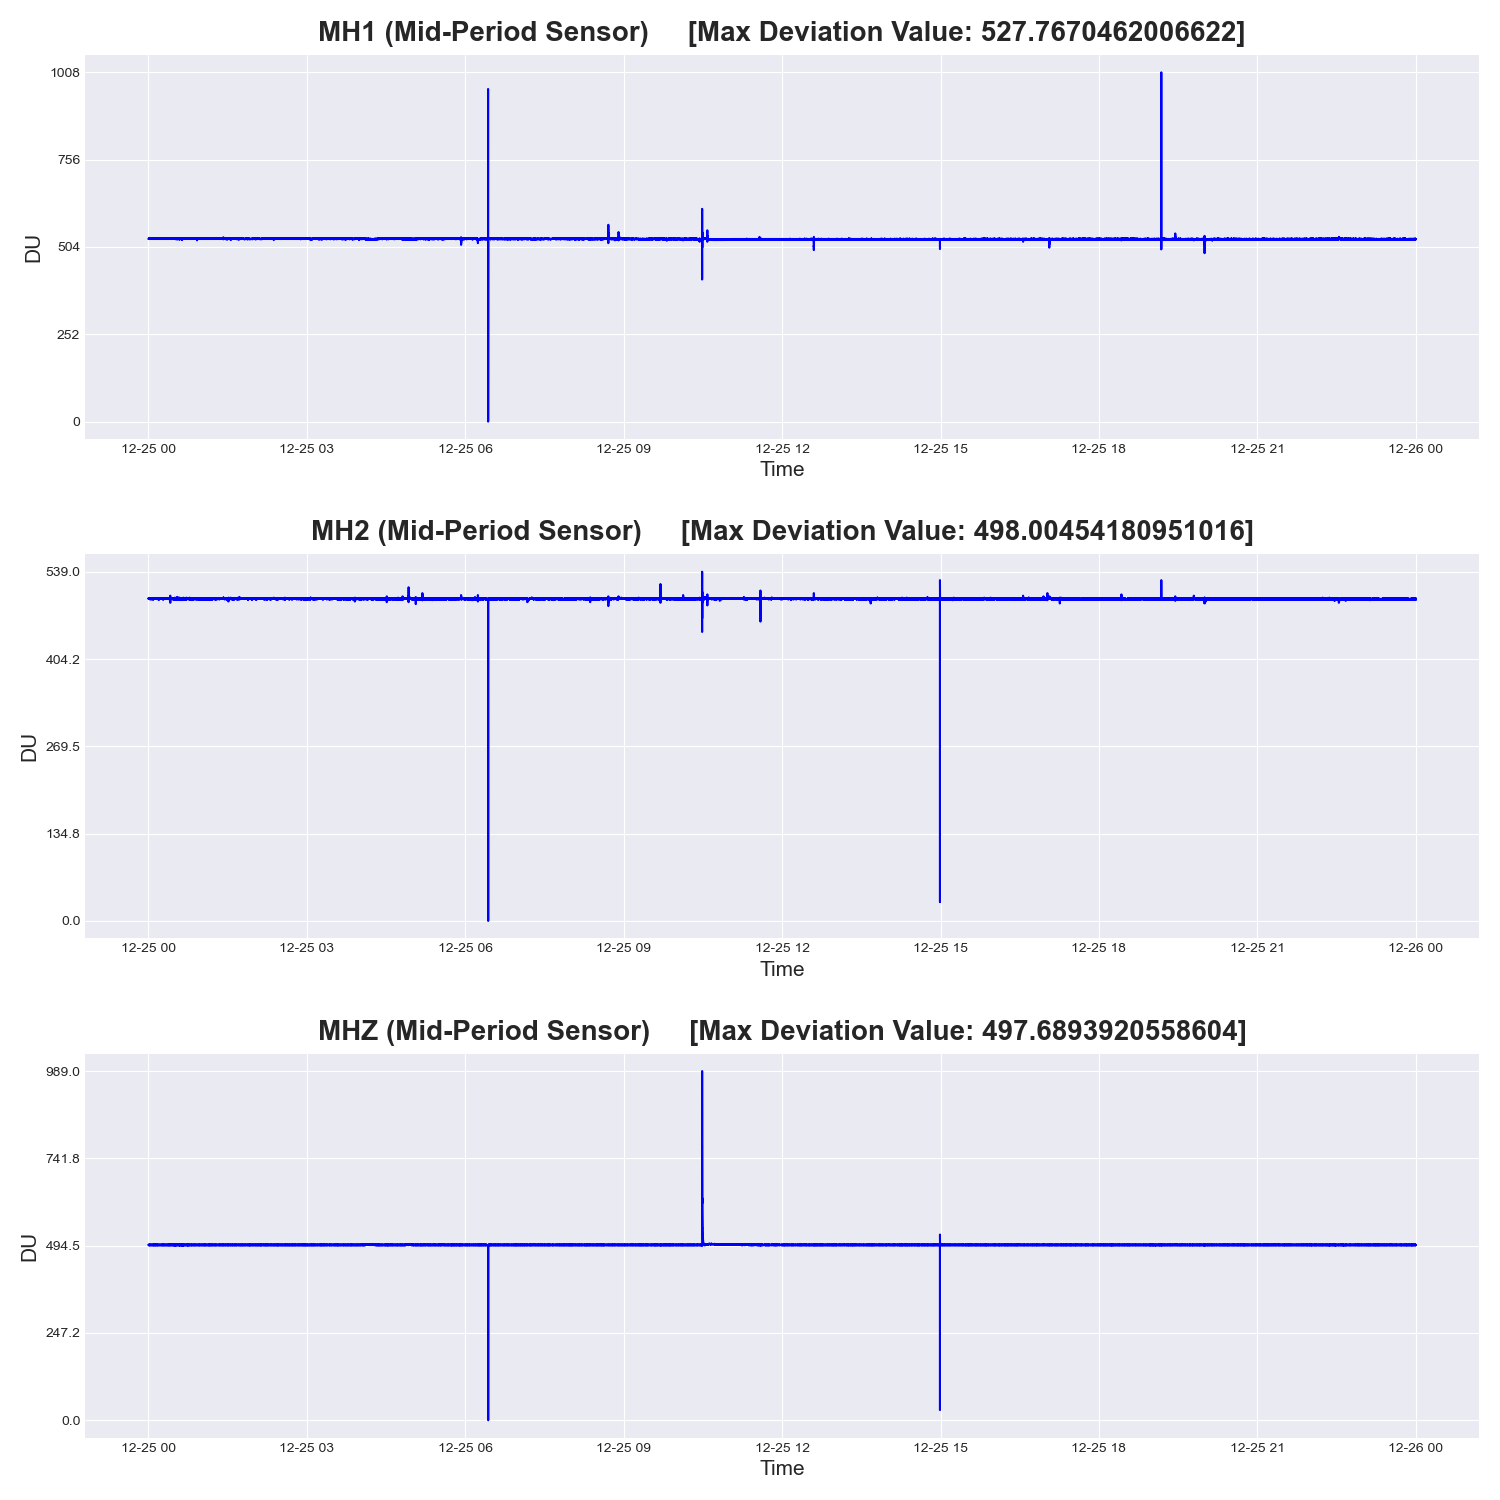 MH1 (Mid-Period Sensor) [Max Deviation Value: 527.7670462006622]
1008
756
504
252
0
DU
12-25 00 12-25 03 12-25 06 12-25 09 12-25 12 12-25 15 12-25 18 12-25 21 12-26 00
Time
MH2 (Mid-Period Sensor) [Max Deviation Value: 498.00454180951016]
539.0
404.2
269.5
134.8
0.0
DU
12-25 00 12-25 03 12-25 06 12-25 09 12-25 12 12-25 15 12-25 18 12-25 21 12-26 00
Time
MHZ (Mid-Period Sensor) [Max Deviation Value: 497.6893920558604]
989.0
741.8
494.5
247.2
0.0
DU
12-25 00 12-25 03 12-25 06 12-25 09 12-25 12 12-25 15 12-25 18 12-25 21 12-26 00
Time